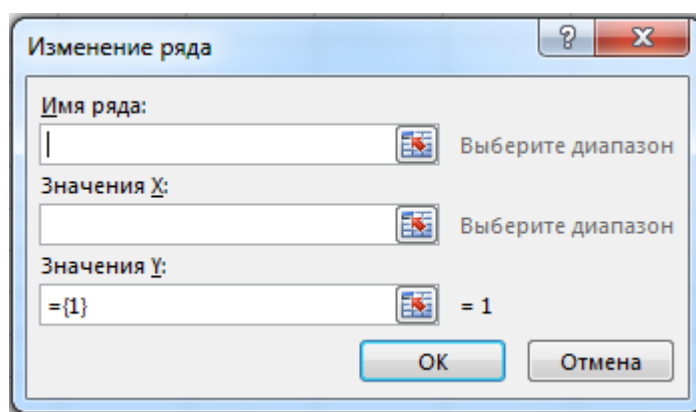 Изменение ряда
Имя ряда:
Выберите диапазон
Значения X:
Выберите диапазон
Значения Y:
={1}
= 1
ОК
Отмена